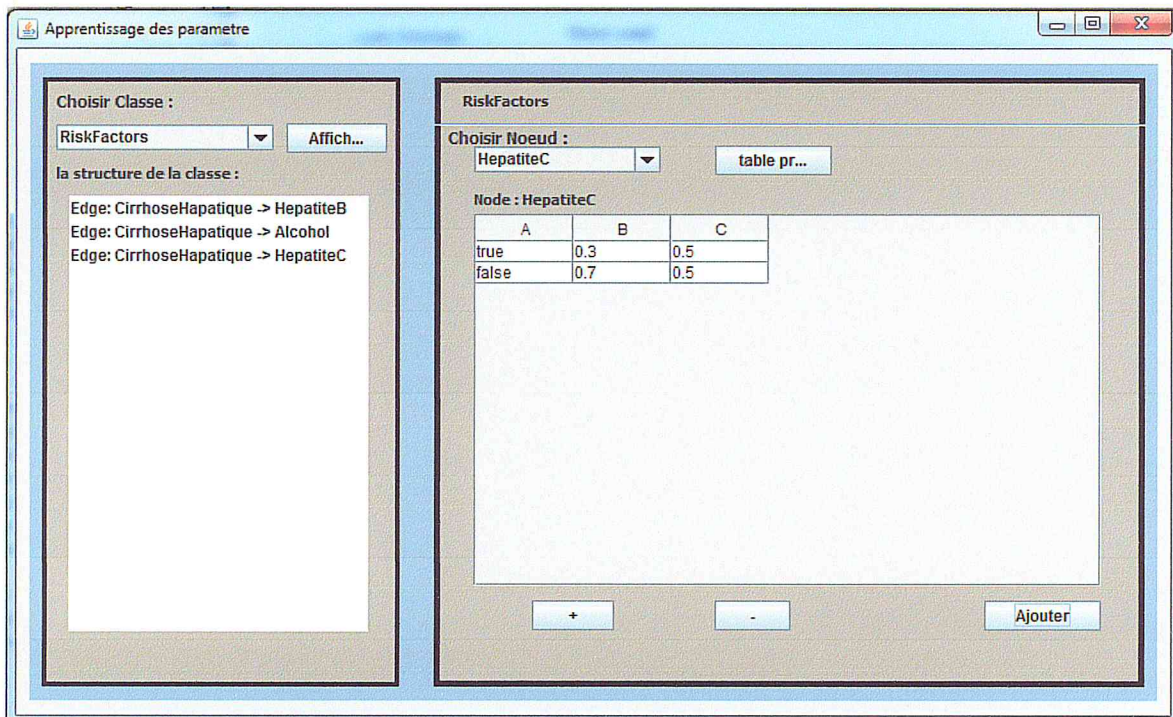 Apprentissage des parametre
Choisir Classe :
RiskFactors
Affich...
la structure de la classe :
Edge: CirrhoseHapatique -> HepatiteB
Edge: CirrhoseHapatique -> Alcohol
Edge: CirrhoseHapatique -> HepatiteC
RiskFactors
Choisir Noeud :
HepatiteC
table pr...
Node : HepatiteC
A B C
true 0.3 0.5
false 0.7 0.5
+ - Ajouter